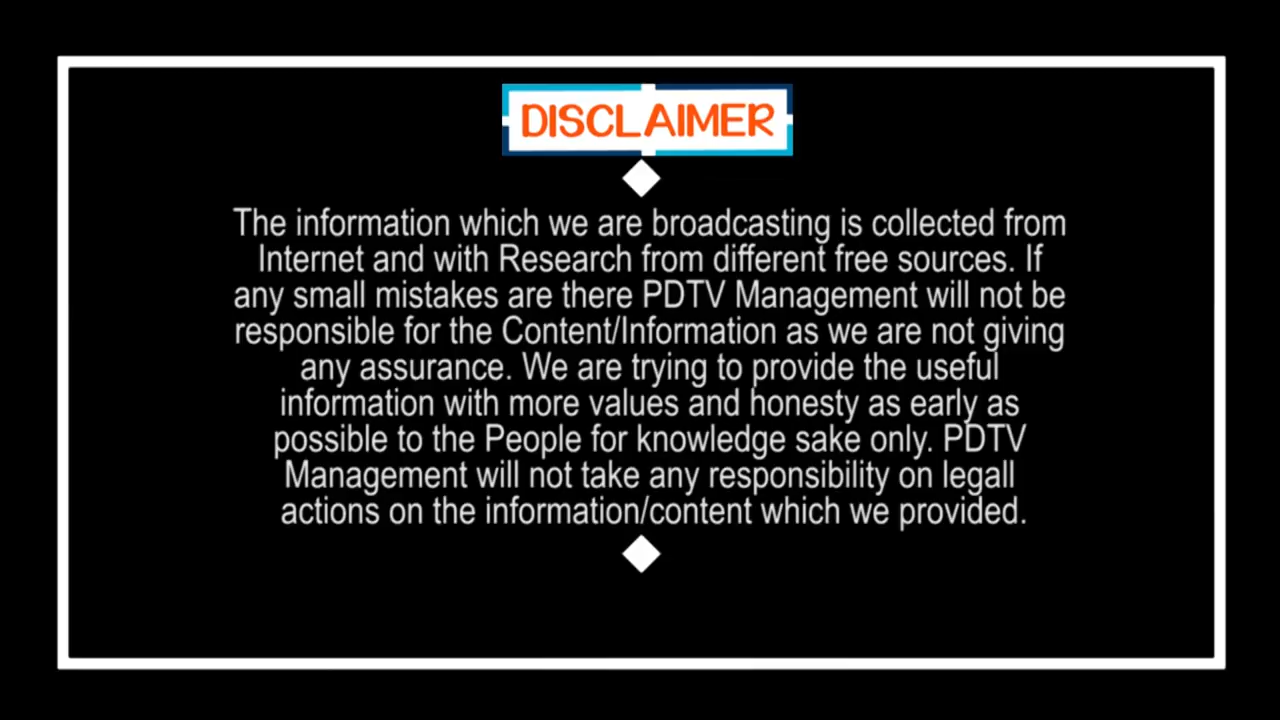 DISCLAIMER
The information which we are broadcasting is collected from
Internet and with Research from different free sources. If
any small mistakes are there PDTV Management will not be
responsible for the Content/Information as we are not giving
any assurance. We are trying to provide the useful
information with more values and honesty as early as
possible to the People for knowledge sake only. PDTV
Management will not take any responsibility on legall
actions on the information/content which we provided.